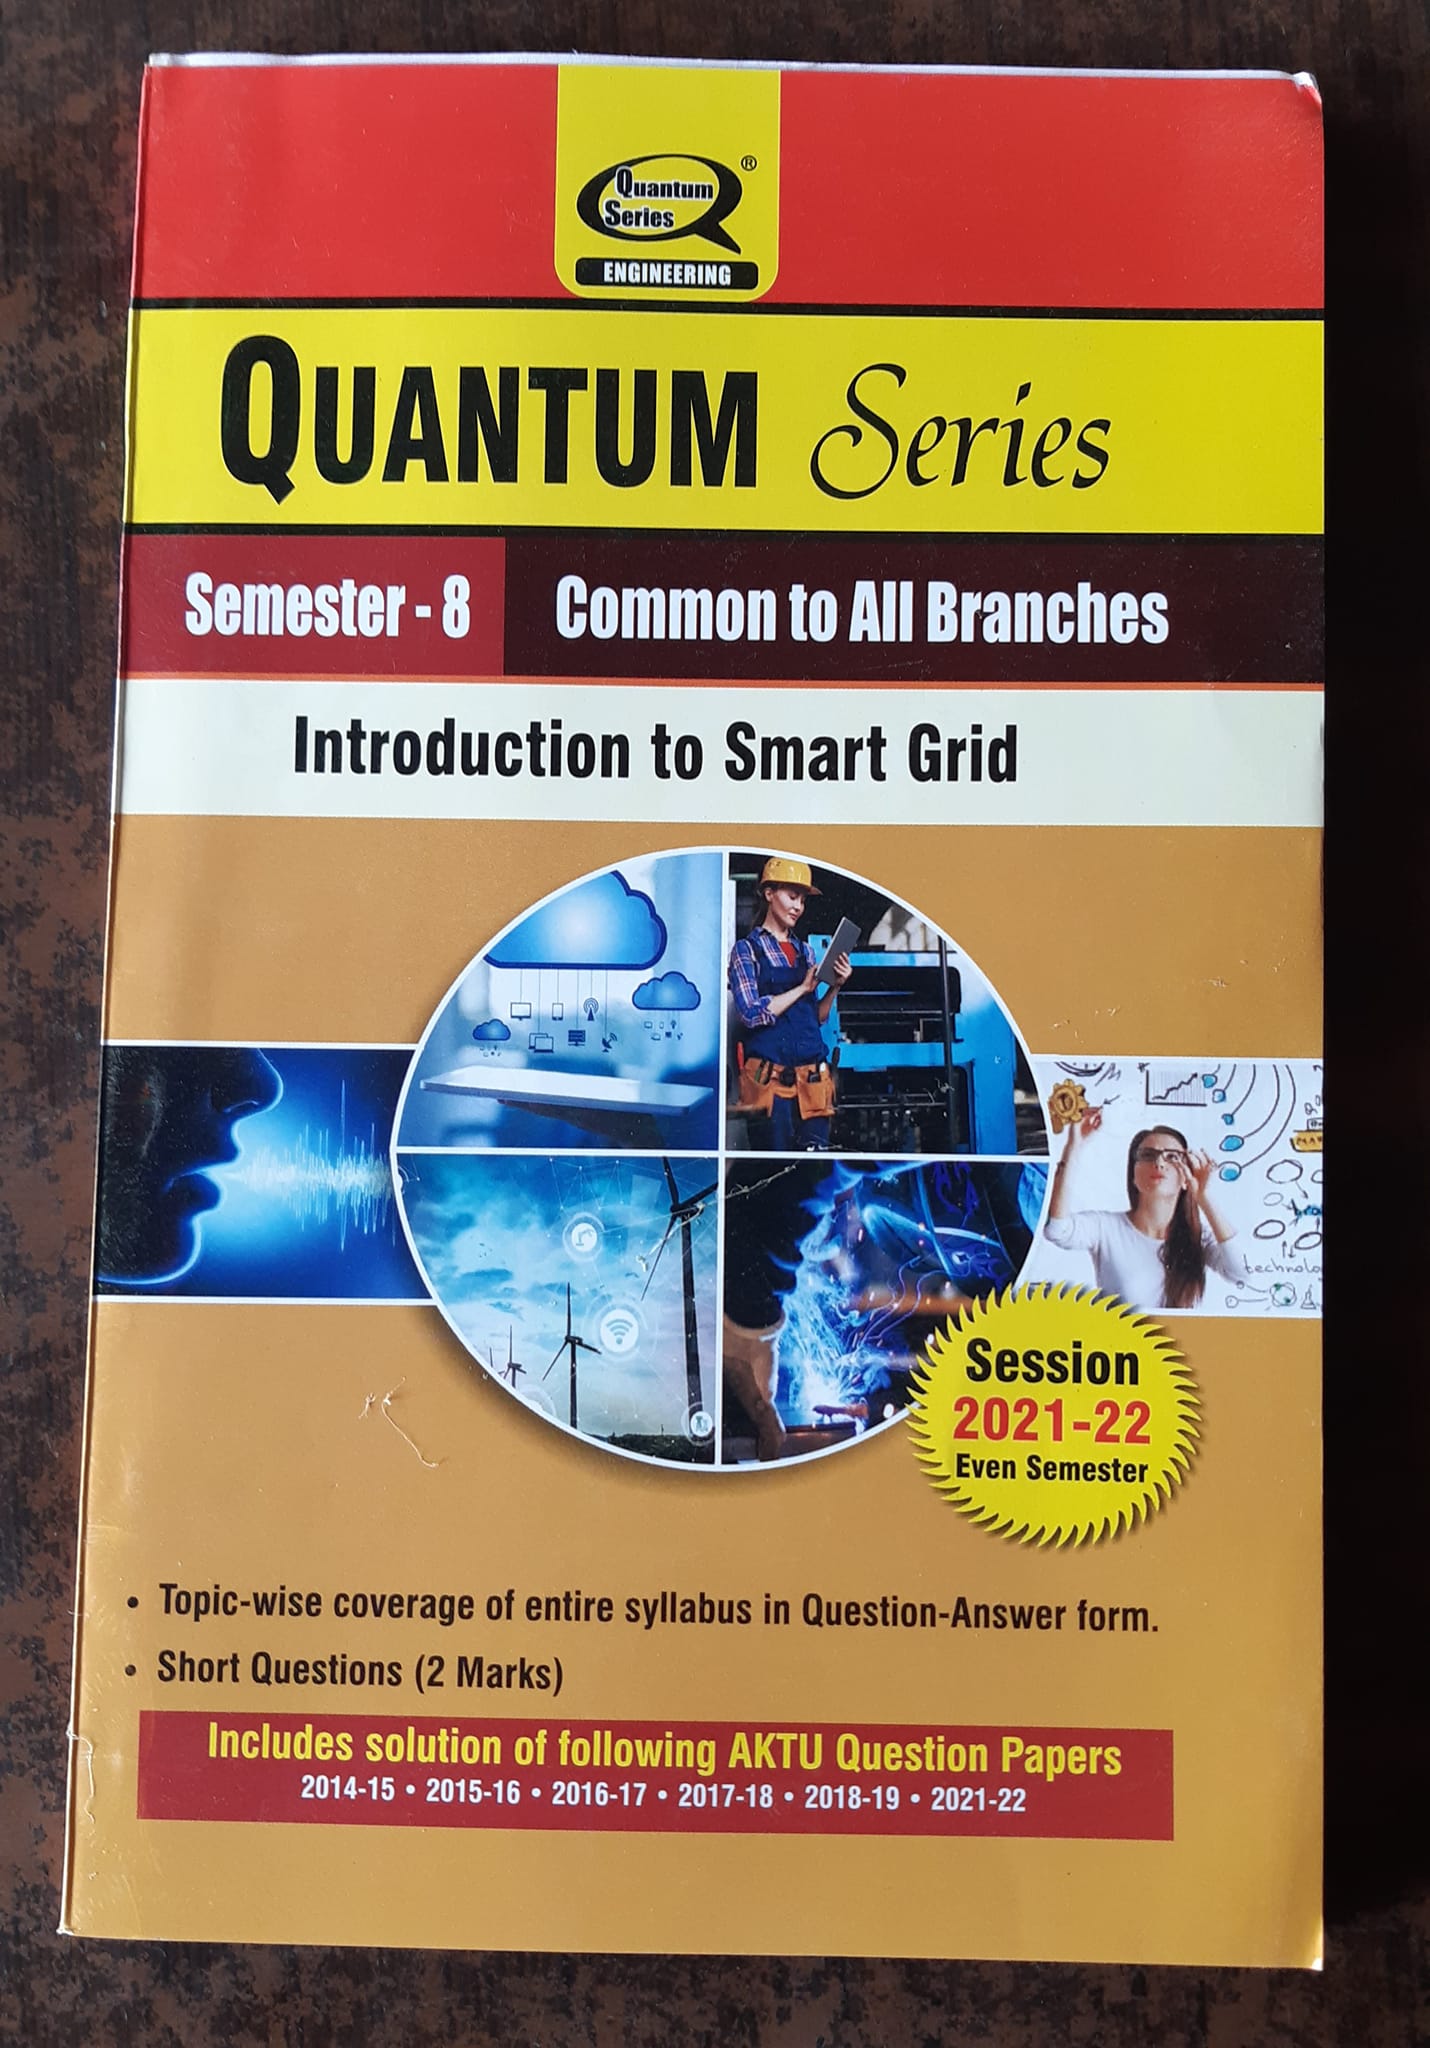 Quantum
Series
®
ENGINEERING
QUANTUM Series
Semester - 8
Common to All Branches
Introduction to Smart Grid
technolo
Session
2021-22
Even Semester
• Topic-wise coverage of entire syllabus in Question-Answer form.
• Short Questions (2 Marks)
Includes solution of following AKTU Question Papers
2014-15 • 2015-16 • 2016-17 • 2017-18 • 2018-19 • 2021-22